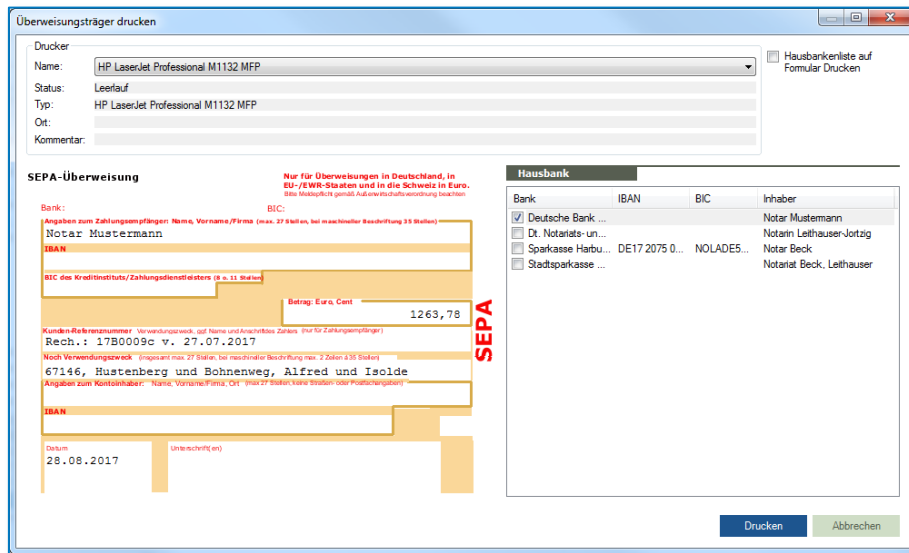 Überweisungsträger drucken
Drucker
Name: HP LaserJet Professional M1132 MFP
Hausbankenliste auf
Formular Drucken
Status: Leerlauf
Typ: HP LaserJet Professional M1132 MFP
Ort:
Kommentar:
SEPA-Überweisung
Nur für Überweisungen in Deutschland, in
EU-/EWR-Staaten und in die Schweiz in Euro.
Bitte Meldepflicht gemäß Außenwirtschaftsverordnung beachten
Bank: BIC:
Angaben zum Zahlungsempfänger: Name, Vorname/Firma (max. 27 Stellen, bei maschineller Beschriftung 35 Stellen)
Notar Mustermann
IBAN
BIC des Kreditinstituts/Zahlungsdienstleisters (8 o. 11 Stellen)
Betrag: Euro, Cent
1263,78
SEPA
Kunden-Referenznummer Verwendungszweck, ggf. Name und Anschrift des Zahlers (nur für Zahlungsempfänger)
Rech.: 17B0009c v. 27.07.2017
Noch Verwendungszweck (insgesamt max. 27 Stellen, bei maschineller Beschriftung max. 2 Zeilen à 35 Stellen)
67146, Hustenberg und Bohnenweg, Alfred und Isolde
Angaben zum Kontoinhaber: Name, Vorname/Firma, Ort (max 27 Stellen, keine Straßen- oder Postfachangaben)
IBAN
Datum Unterschrift(en)
28.08.2017
Hausbank
Bank IBAN BIC Inhaber
Deutsche Bank ... Notar Mustermann
Dt. Notariats- un... Notarin Leithauser-Jortzig
Sparkasse Harbu... DE17 2075 0... NOLADE5... Notar Beck
Stadtsparkasse ... Notariat Beck, Leithauser
Drucken Abbrechen